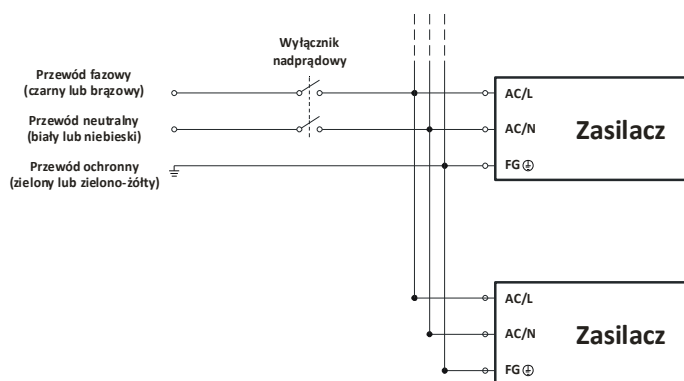 Wyłącznik
nadprądowy
Przewód fazowy
(czarny lub brązowy)
Przewód neutralny
(biały lub niebieski)
Przewód ochronny
(zielony lub zielono-żółty)
AC/L
AC/N
FG
Zasilacz
AC/L
AC/N
FG
Zasilacz